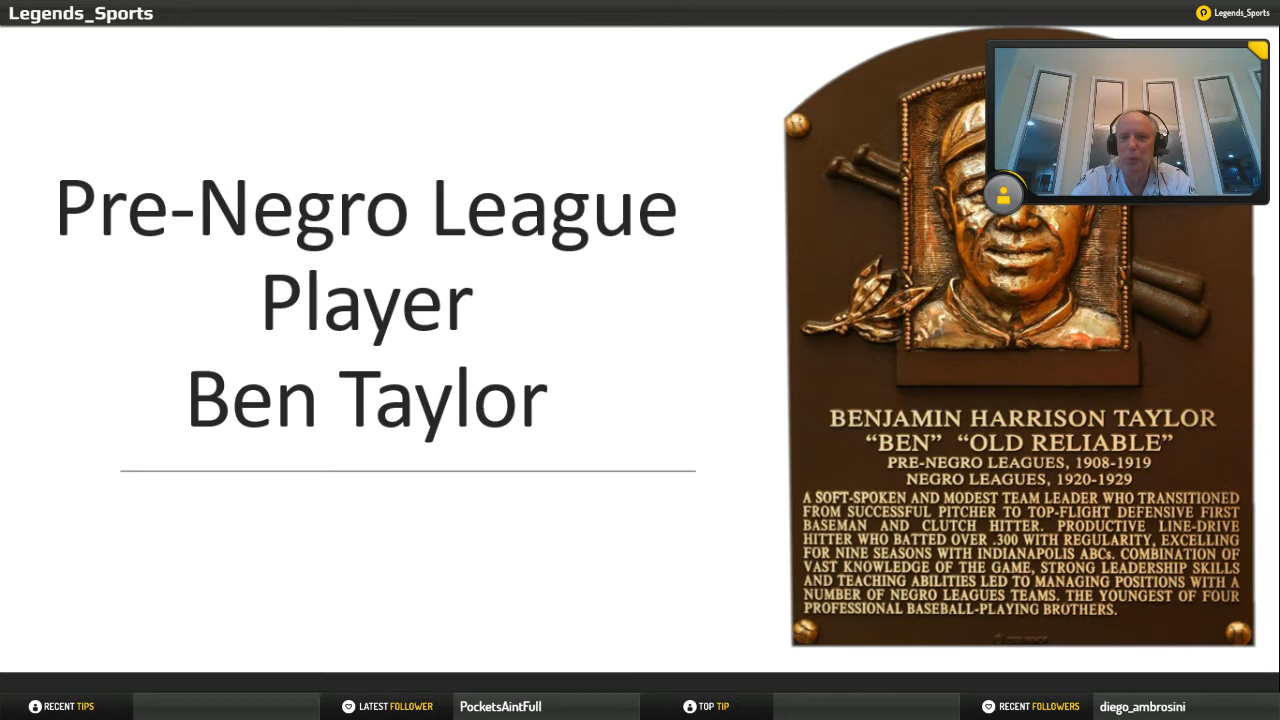 Legends_Sports
Legends_Sports
Pre-Negro League
Player
Ben Taylor
BENJAMIN HARRISON TAYLOR
“BEN” “OLD RELIABLE”
PRE-NEGRO LEAGUES, 1908-1919
NEGRO LEAGUES, 1920-1929
A SOFT-SPOKEN AND MODEST TEAM LEADER WHO TRANSITIONED
FROM SUCCESSFUL PITCHER TO TOP-FLIGHT DEFENSIVE FIRST
BASEMAN AND CLUTCH HITTER. PRODUCTIVE LINE-DRIVE
HITTER WHO BATTED OVER .300 WITH REGULARITY, EXCELLING
FOR NINE SEASONS WITH INDIANAPOLIS ABCs. COMBINATION OF
VAST KNOWLEDGE OF THE GAME, STRONG LEADERSHIP SKILLS
AND TEACHING ABILITIES LED TO MANAGING POSITIONS WITH A
NUMBER OF NEGRO LEAGUES TEAMS. THE YOUNGEST OF FOUR
PROFESSIONAL BASEBALL-PLAYING BROTHERS.
RECENT TIPS
LATEST FOLLOWER
PocketsAintFull
TOP TIP
RECENT FOLLOWERS
diego_ambrosini